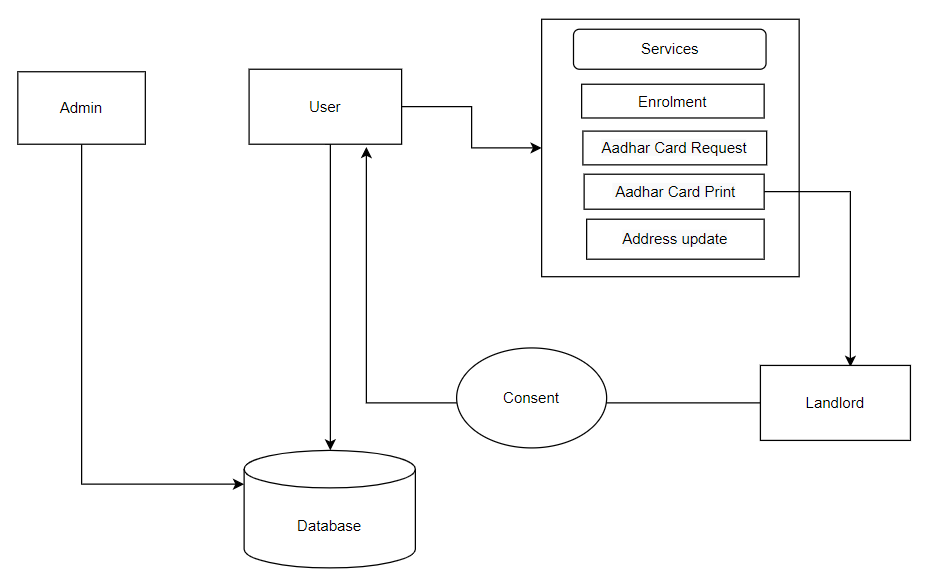 Services
Admin
User
Enrolment
Aadhar Card Request
Aadhar Card Print
Address update
Consent
Landlord
Database